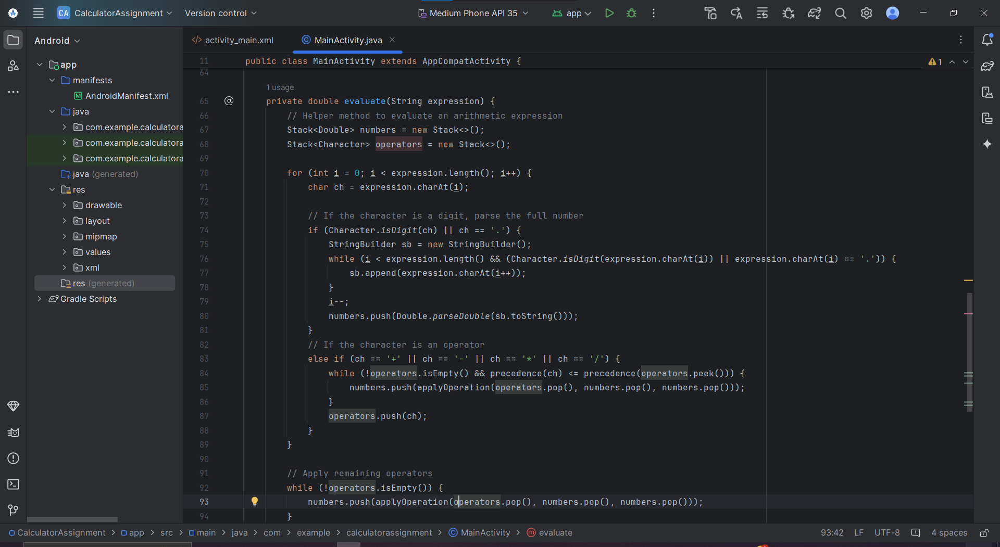 CA CalculatorAssignment Version control Medium Phone API 35 app
Android
activity_main.xml MainActivity.java
app
manifests
AndroidManifest.xml
java
com.example.calculatora
com.example.calculatora
com.example.calculatora
java (generated)
res
drawable
layout
mipmap
values
xml
res (generated)
Gradle Scripts
11 public class MainActivity extends AppCompatActivity {
1
64
1 usage
65 private double evaluate(String expression) {
66 // Helper method to evaluate an arithmetic expression
67 Stack<Double> numbers = new Stack<>();
68 Stack<Character> operators = new Stack<>();
69
70 for (int i = 0; i < expression.length(); i++) {
71 char ch = expression.charAt(i);
72
73 // If the character is a digit, parse the full number
74 if (Character.isDigit(ch) || ch == '.') {
75 StringBuilder sb = new StringBuilder();
76 while (i < expression.length() && (Character.isDigit(expression.charAt(i)) || expression.charAt(i) == '.')) {
77 sb.append(expression.charAt(i++));
78 }
79 i--;
80 numbers.push(Double.parseDouble(sb.toString()));
81 }
82 // If the character is an operator
83 else if (ch == '+' || ch == '-' || ch == '*' || ch == '/') {
84 while (!operators.isEmpty() && precedence(ch) <= precedence(operators.peek())) {
85 numbers.push(applyOperation(operators.pop(), numbers.pop(), numbers.pop()));
86 }
87 operators.push(ch);
88 }
89 }
90
91 // Apply remaining operators
92 while (!operators.isEmpty()) {
93 numbers.push(applyOperation(operators.pop(), numbers.pop(), numbers.pop()));
94 }
CalculatorAssignment > app > src > main > java > com > example > calculatorassignment > MainActivity > evaluate 93:42 LF UTF-8 4 spaces